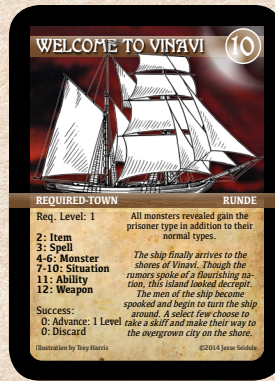 WELCOME TO VINAVI
10
REQUIRED-TOWN RUNDE
Req. Level: 1
2: Item
3: Spell
4-6: Monster
7-10: Situation
11: Ability
12: Weapon
Success:
0: Advance: 1 Level
0: Discard
All monsters revealed gain the
prisoner type in addition to their
normal types.
The ship finally arrives to the
shores of Vinavi. Though the
rumors spoke of a flourishing na-
tion, this island looked decrepit.
The men of the ship become
spooked and begin to turn the ship
around. A select few choose to
take a skiff and make their way to
the overgrown city on the shore.
Illustration by Trey Harris ©2014 Jesse Seidule